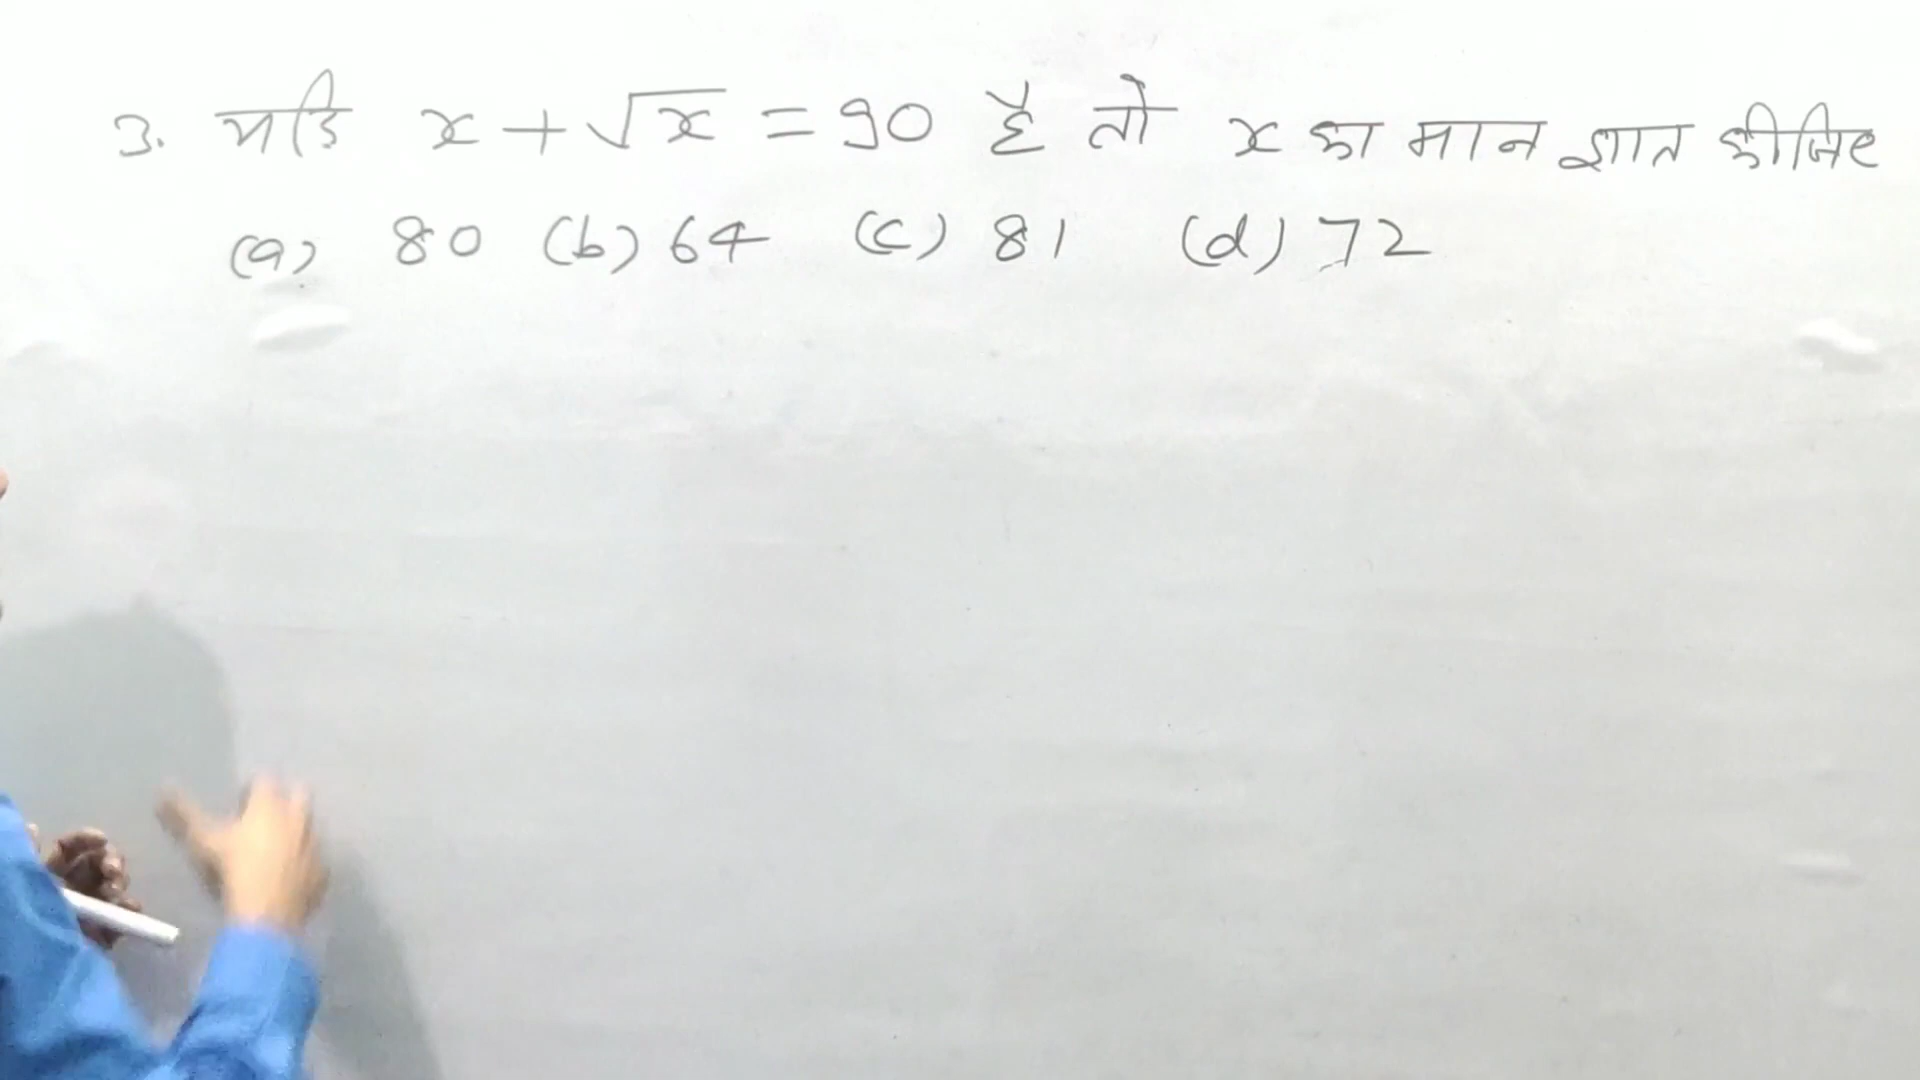 3. यदि x + √x = 90 है तो x का मान ज्ञात कीजिए
(a) 80 (b) 64 (c) 81 (d) 72